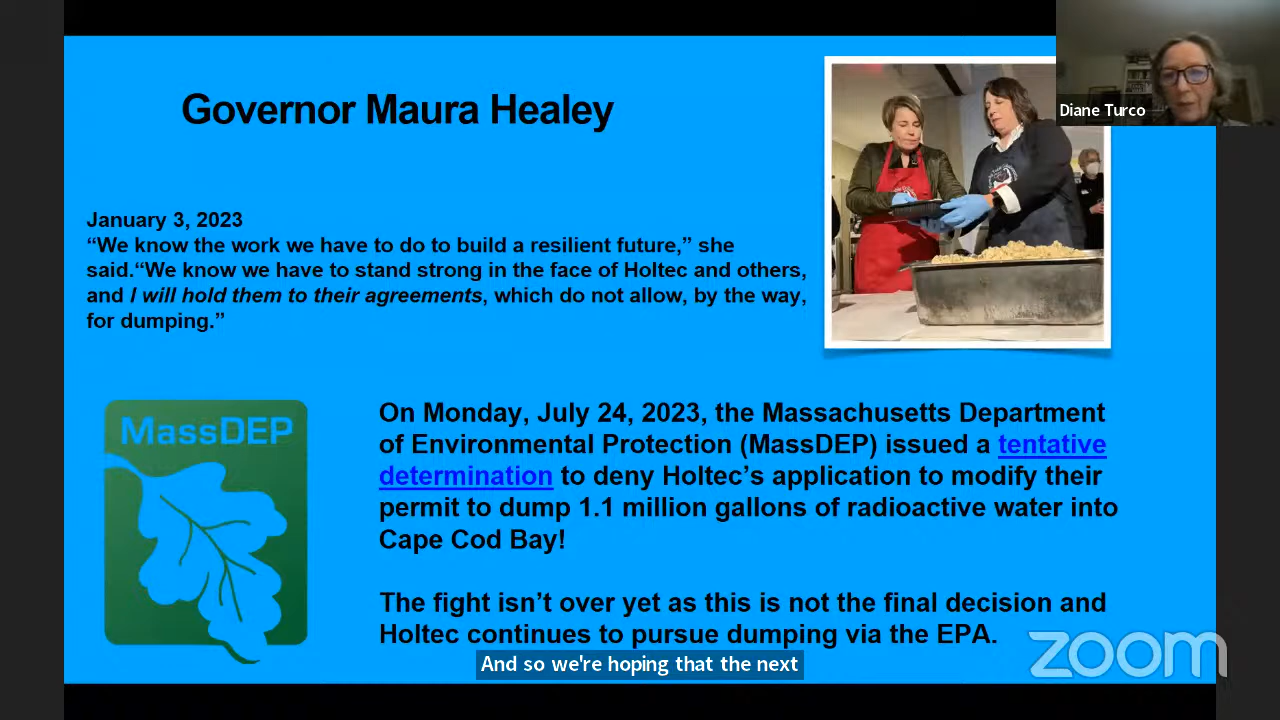 Governor Maura Healey
Diane Turco
January 3, 2023
“We know the work we have to do to build a resilient future,” she
said.“We know we have to stand strong in the face of Holtec and others,
and I will hold them to their agreements, which do not allow, by the way,
for dumping.”
MassDEP
On Monday, July 24, 2023, the Massachusetts Department
of Environmental Protection (MassDEP) issued a tentative
determination to deny Holtec’s application to modify their
permit to dump 1.1 million gallons of radioactive water into
Cape Cod Bay!
The fight isn’t over yet as this is not the final decision and
Holtec continues to pursue dumping via the EPA.
And so we're hoping that the next
zoom